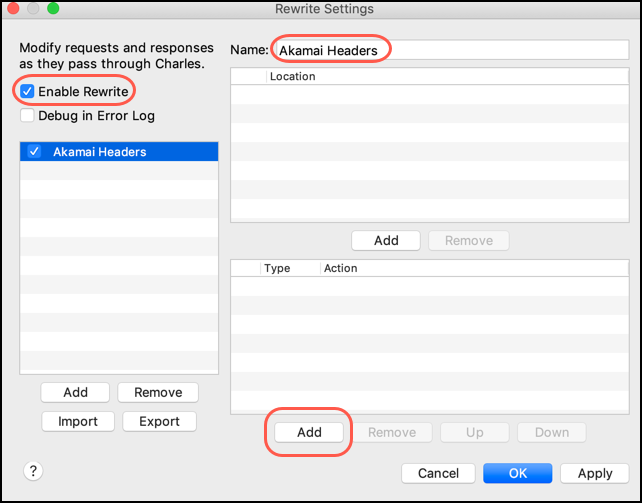 Rewrite Settings
Modify requests and responses
as they pass through Charles.
Enable Rewrite
Debug in Error Log
Akamai Headers
Add Remove
Import Export
?
Name: Akamai Headers
Location
Add Remove
Type Action
Add Remove Up Down
Cancel OK Apply